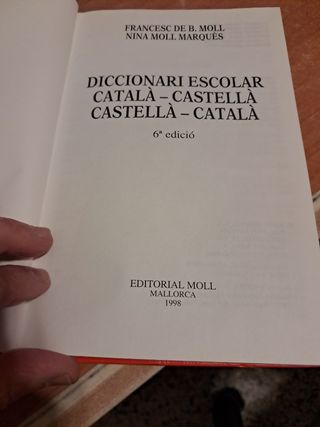 FRANCESC DE B. MOLL
NINA MOLL MARQUÈS
DICCIONARI ESCOLAR
CATALÀ – CASTELLÀ
CASTELLÀ – CATALÀ
6ª edició
EDITORIAL MOLL
MALLORCA
1998